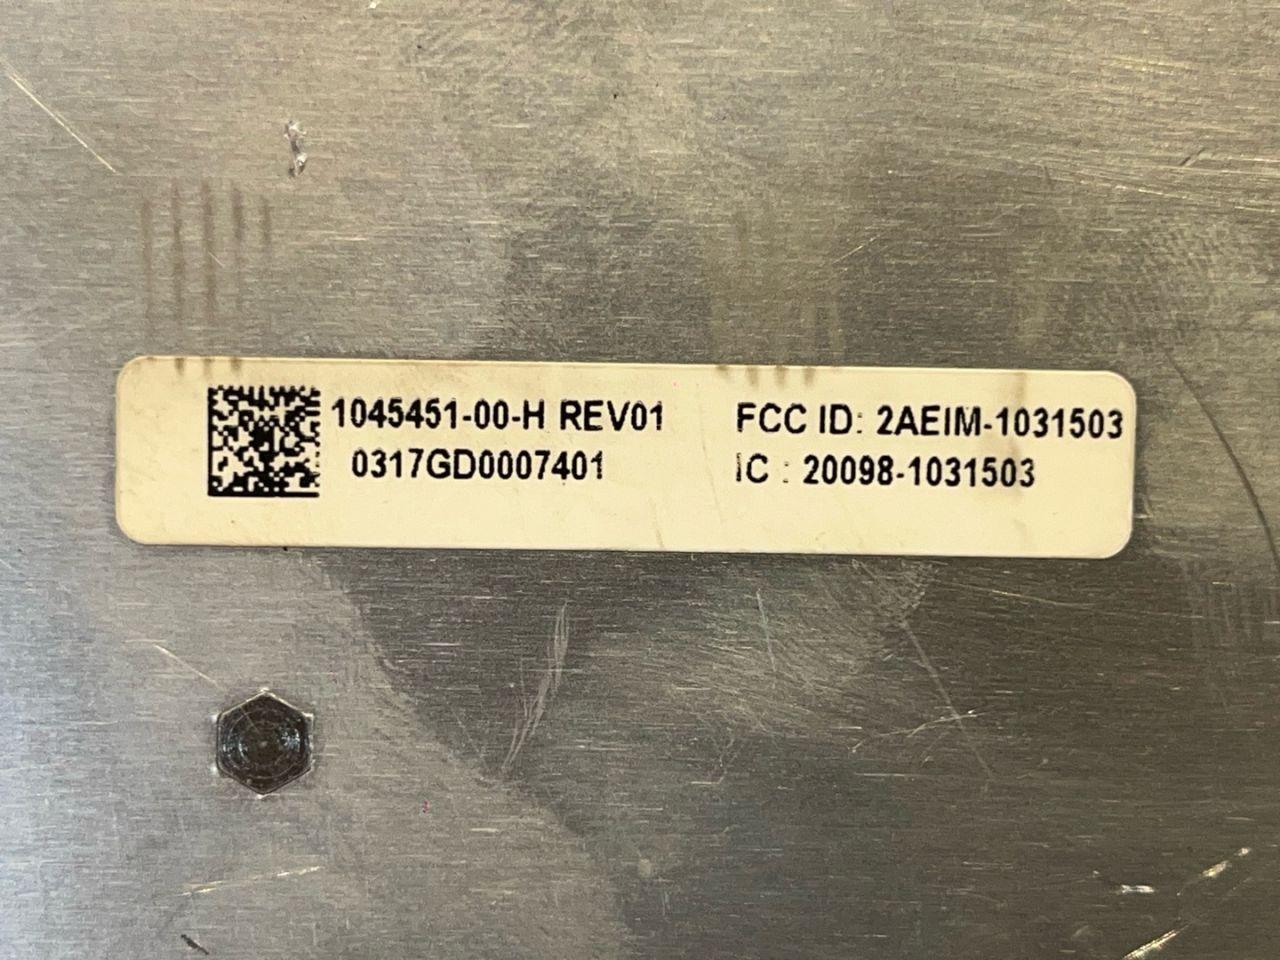 1045451-00-H REV01
0317GD0007401
FCC ID: 2AEIM-1031503
IC : 20098-1031503